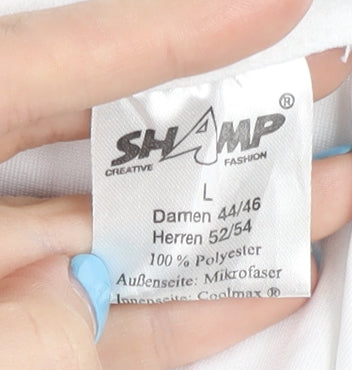 SHAMP®
CREATIVE FASHION
L
Damen 44/46
Herren 52/54
100 % Polyester
Außenseite: Mikrofaser
Innenseite: Coolmax ®